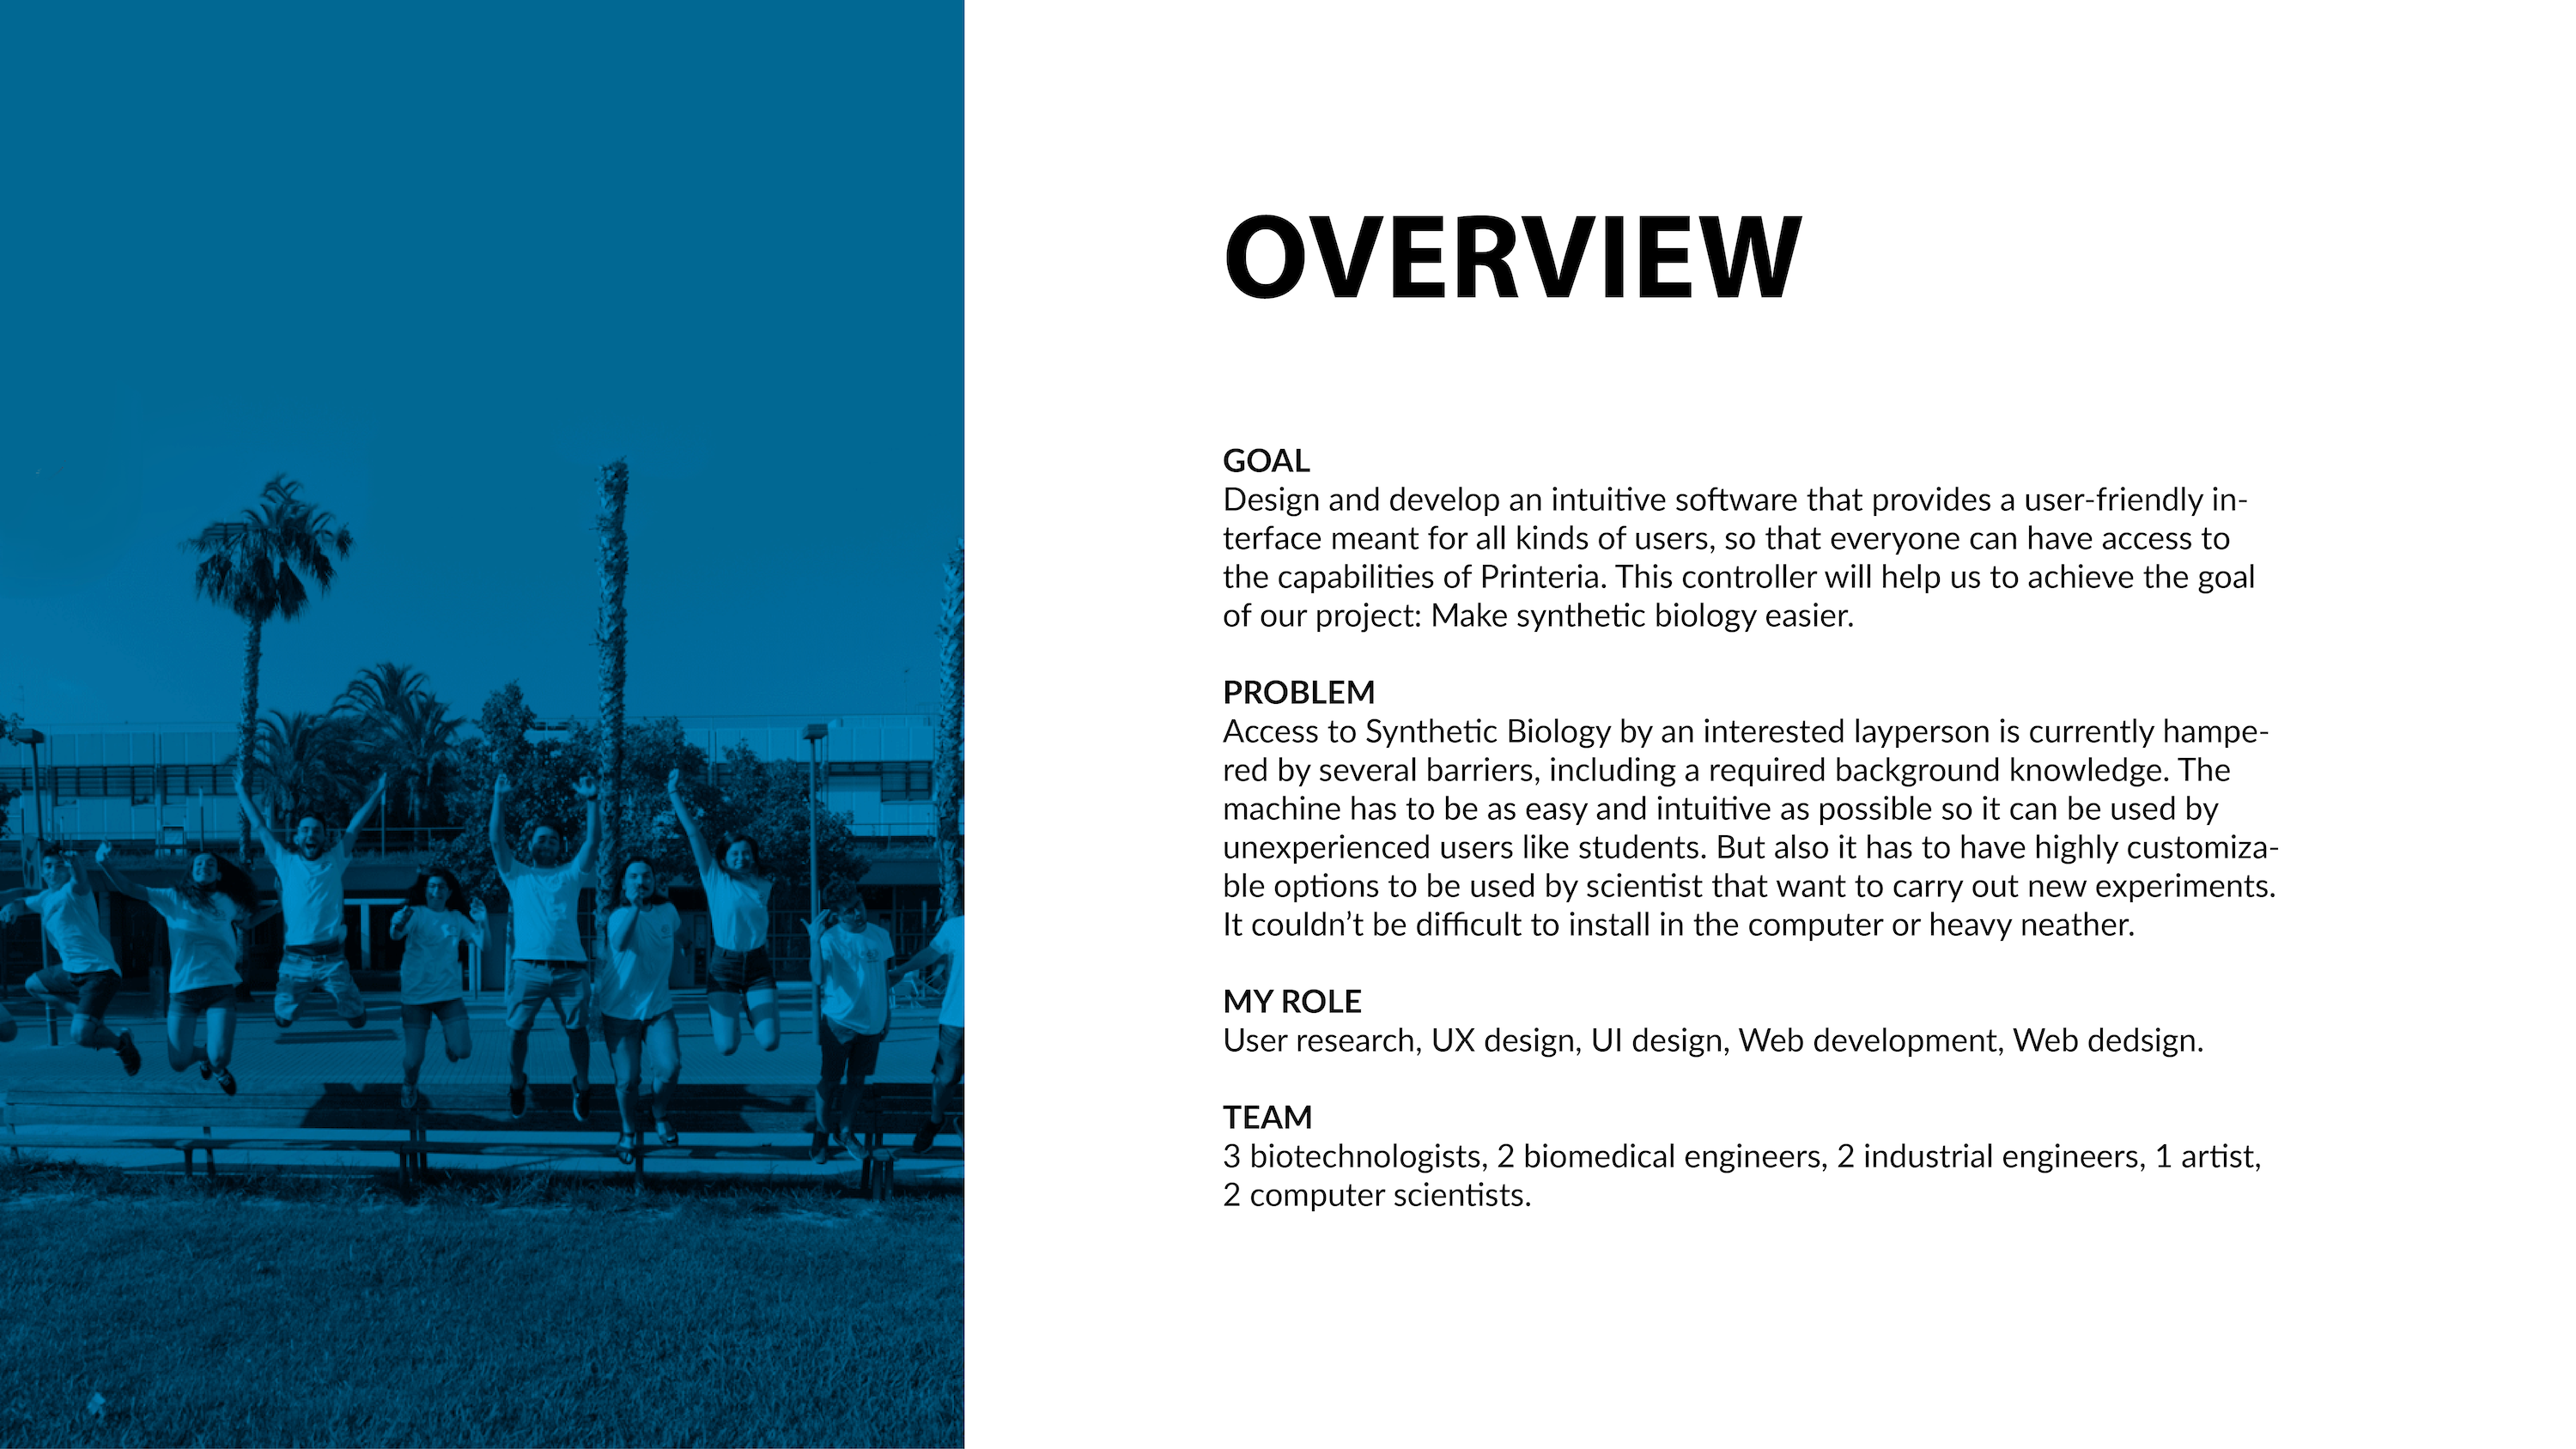 OVERVIEW
GOAL
Design and develop an intuitive software that provides a user-friendly in-
terface meant for all kinds of users, so that everyone can have access to
the capabilities of Printeria. This controller will help us to achieve the goal
of our project: Make synthetic biology easier.
PROBLEM
Access to Synthetic Biology by an interested layperson is currently hampe-
red by several barriers, including a required background knowledge. The
machine has to be as easy and intuitive as possible so it can be used by
unexperienced users like students. But also it has to have highly customiza-
ble options to be used by scientist that want to carry out new experiments.
It couldn’t be difficult to install in the computer or heavy neather.
MY ROLE
User research, UX design, UI design, Web development, Web dedsign.
TEAM
3 biotechnologists, 2 biomedical engineers, 2 industrial engineers, 1 artist,
2 computer scientists.